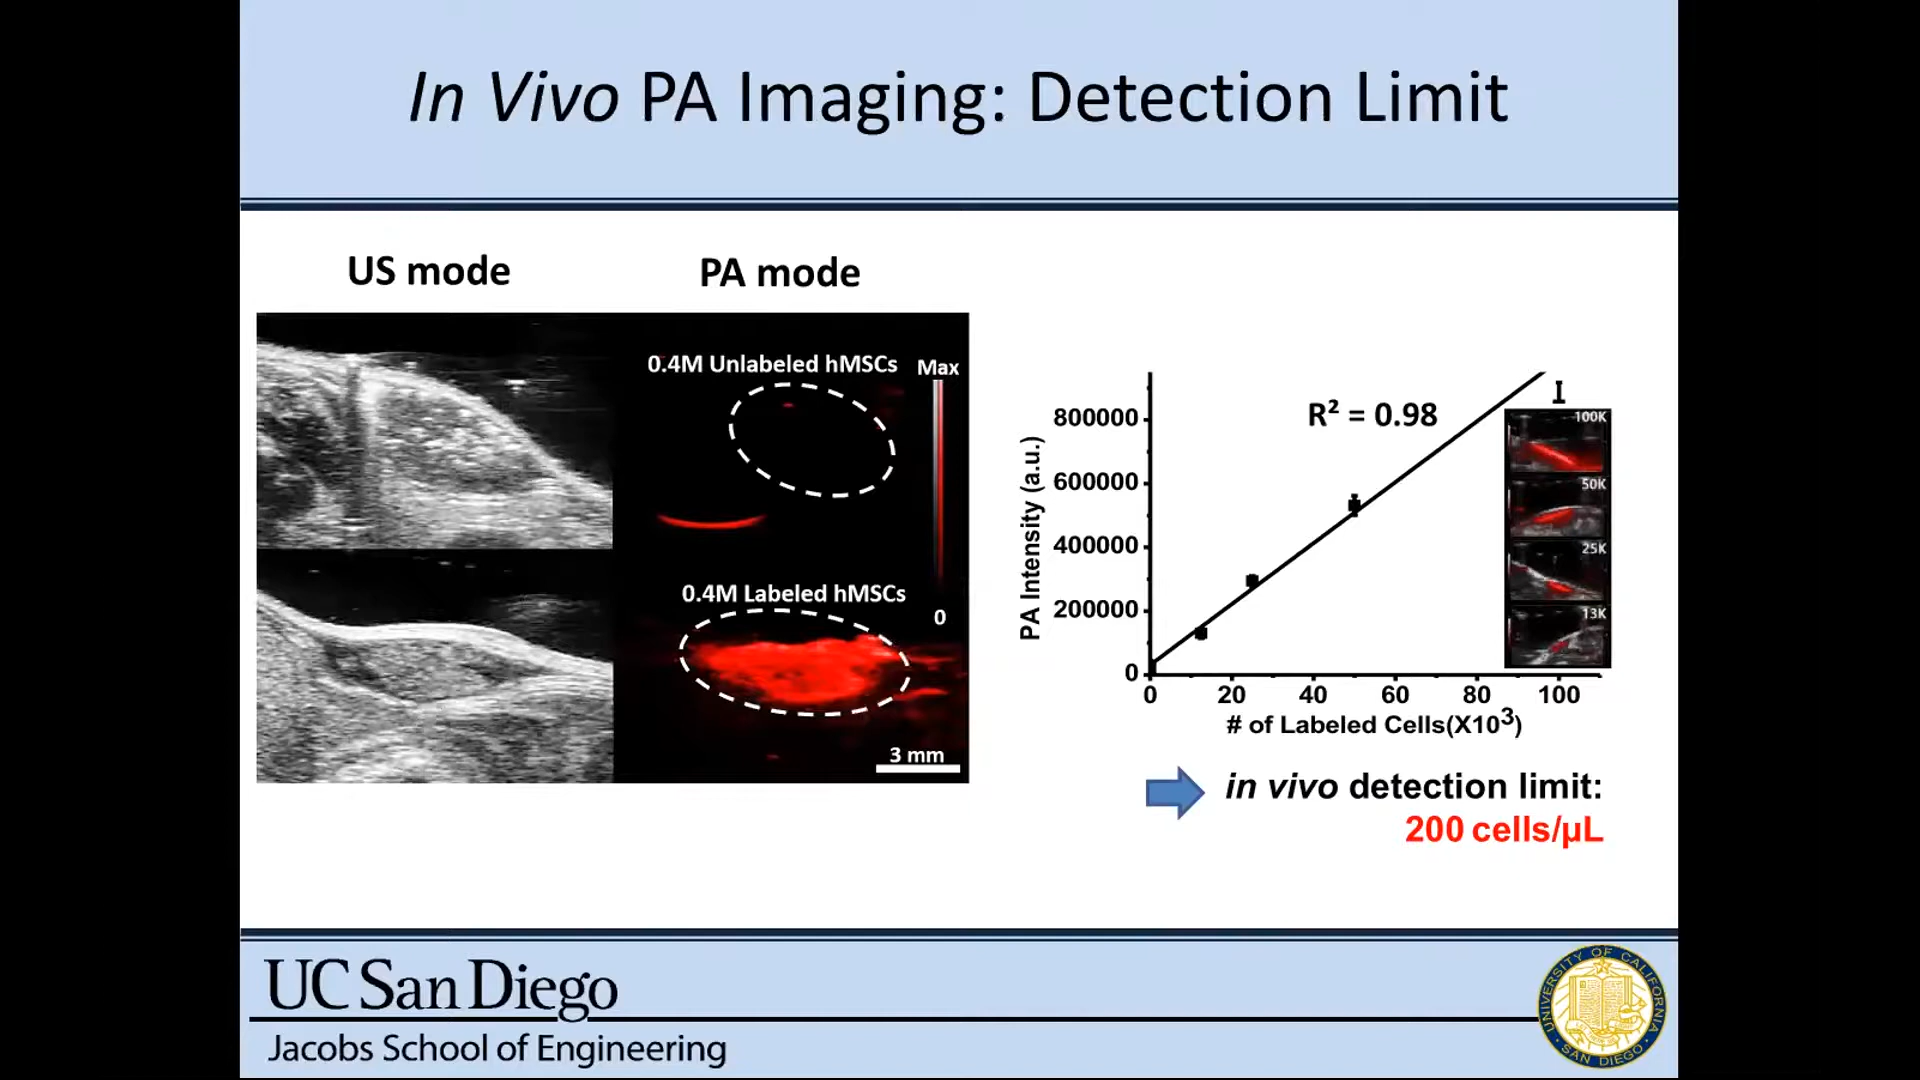 In Vivo PA Imaging: Detection Limit
US mode
PA mode
0.4M Unlabeled hMSCs
Max
0.4M Labeled hMSCs
0
3 mm
PA Intensity (a.u.)
800000
600000
400000
200000
0
R² = 0.98
100K
50K
25K
13K
0 20 40 60 80 100
# of Labeled Cells(X10³)
in vivo detection limit:
200 cells/µL
UC San Diego
Jacobs School of Engineering
UNIVERSITY OF CALIFORNIA
SAN DIEGO